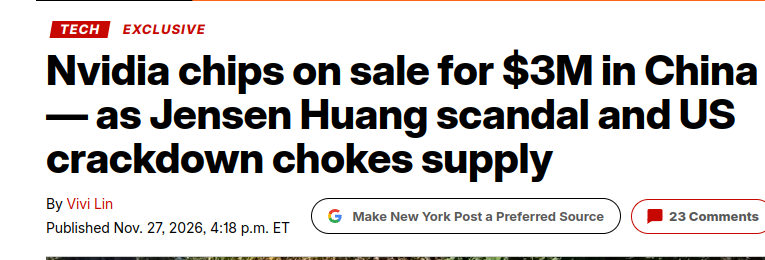 TECH EXCLUSIVE
Nvidia chips on sale for $3M in China
— as Jensen Huang scandal and US
crackdown chokes supply
By Vivi Lin
Published Nov. 27, 2026, 4:18 p.m. ET
Make New York Post a Preferred Source
23 Comments